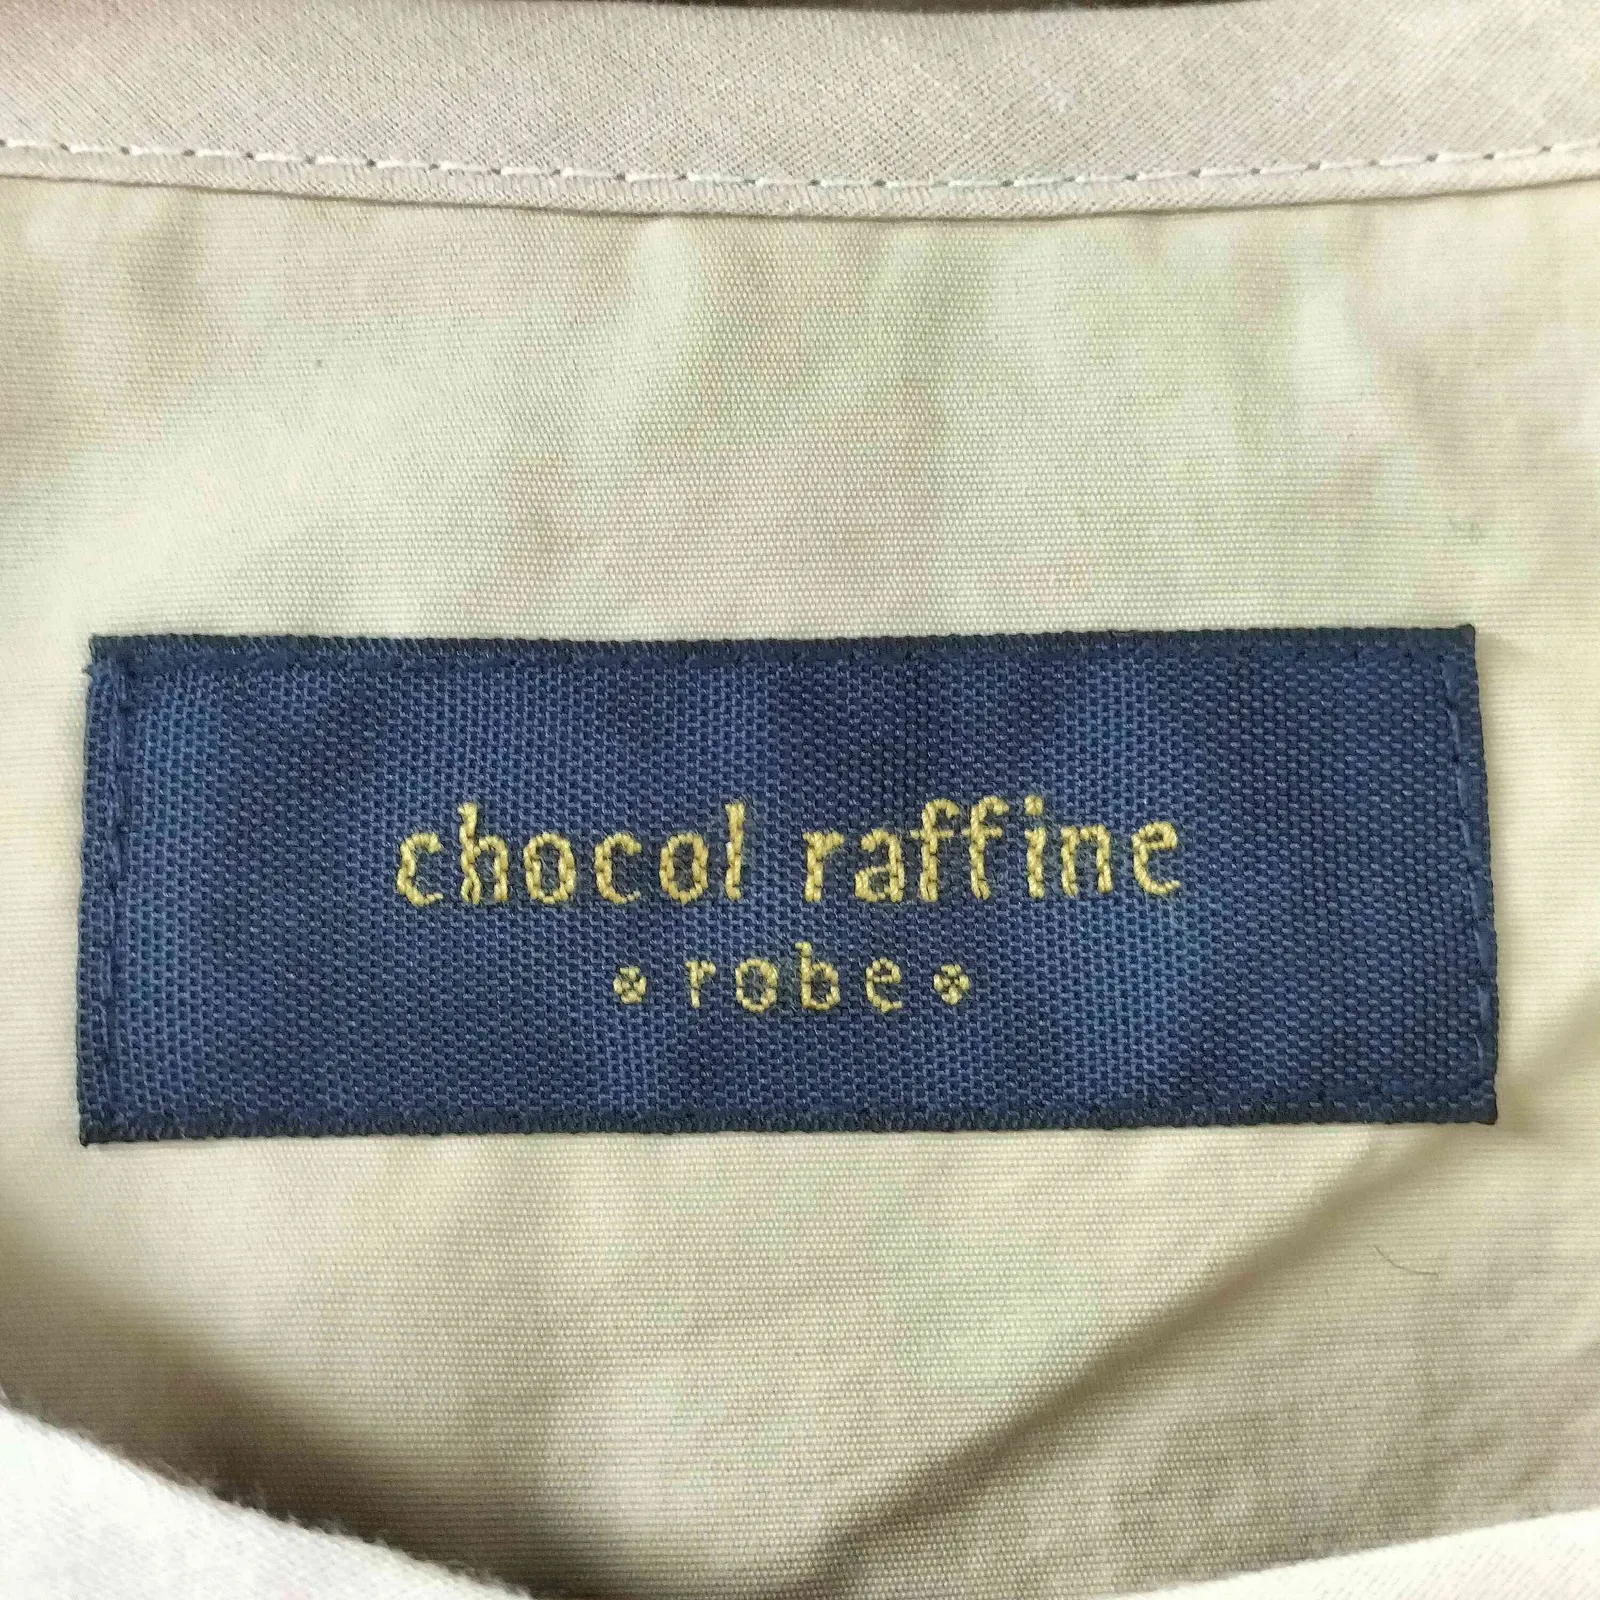 chocol raffine
robe